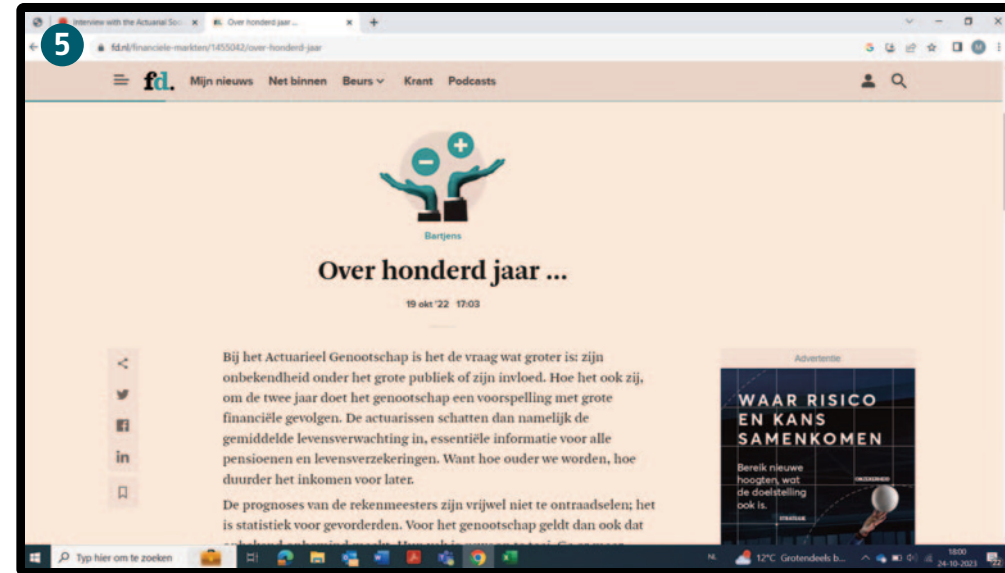 Interview with the Actuarial Soc
Over honderd jaar ...
5
fd.nl/financiele-markten/1455042/over-honderd-jaar
fd.
Mijn nieuws Net binnen Beurs Krant Podcasts
Bartjens
Over honderd jaar ...
19 okt '22 17:03
Bij het Actuarieel Genootschap is het de vraag wat groter is: zijn
onbekendheid onder het grote publiek of zijn invloed. Hoe het ook zij,
om de twee jaar doet het genootschap een voorspelling met grote
financiële gevolgen. De actuarissen schatten dan namelijk de
gemiddelde levensverwachting in, essentiële informatie voor alle
pensioenen en levensverzekeringen. Want hoe ouder we worden, hoe
duurder het inkomen voor later.
De prognoses van de rekenmeesters zijn vrijwel niet te ontraadselen; het
is statistiek voor gevorderden. Voor het genootschap geldt dan ook dat
Advertentie
WAAR RISICO
EN KANS
SAMENKOMEN
Bereik nieuwe
hoogten, wat
de doelstelling
ook is.
ONZEKERHEID
STRATEGIE
Typ hier om te zoeken
12°C Grotendeels b...
18:00
24-10-2023